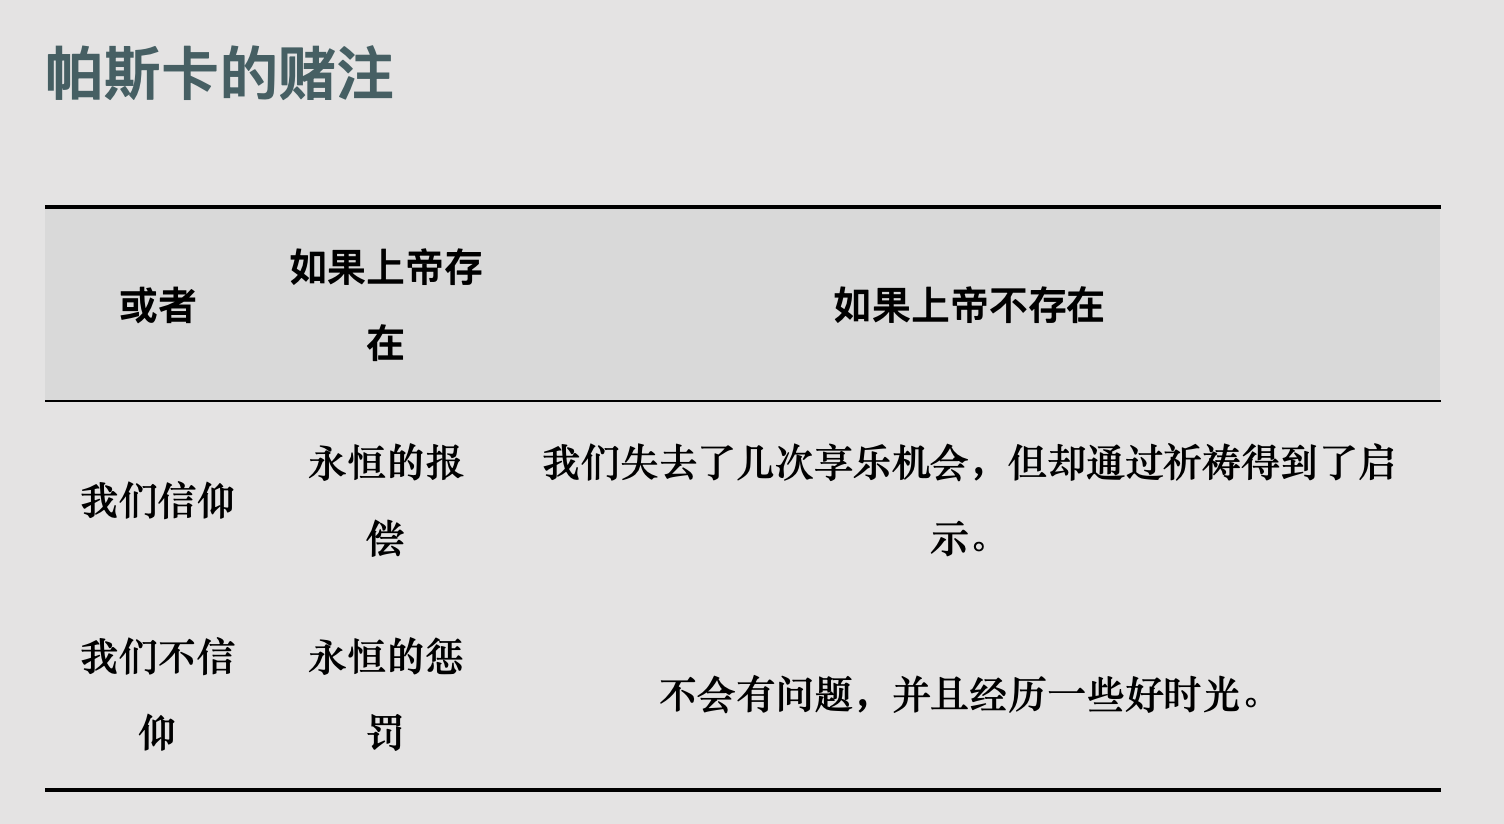 帕斯卡的赌注
或者
如果上帝存
在
如果上帝不存在
我们信仰
永恒的报
偿
我们失去了几次享乐机会，但却通过祈祷得到了启
示。
我们不信
仰
永恒的惩
罚
不会有问题，并且经历一些好时光。